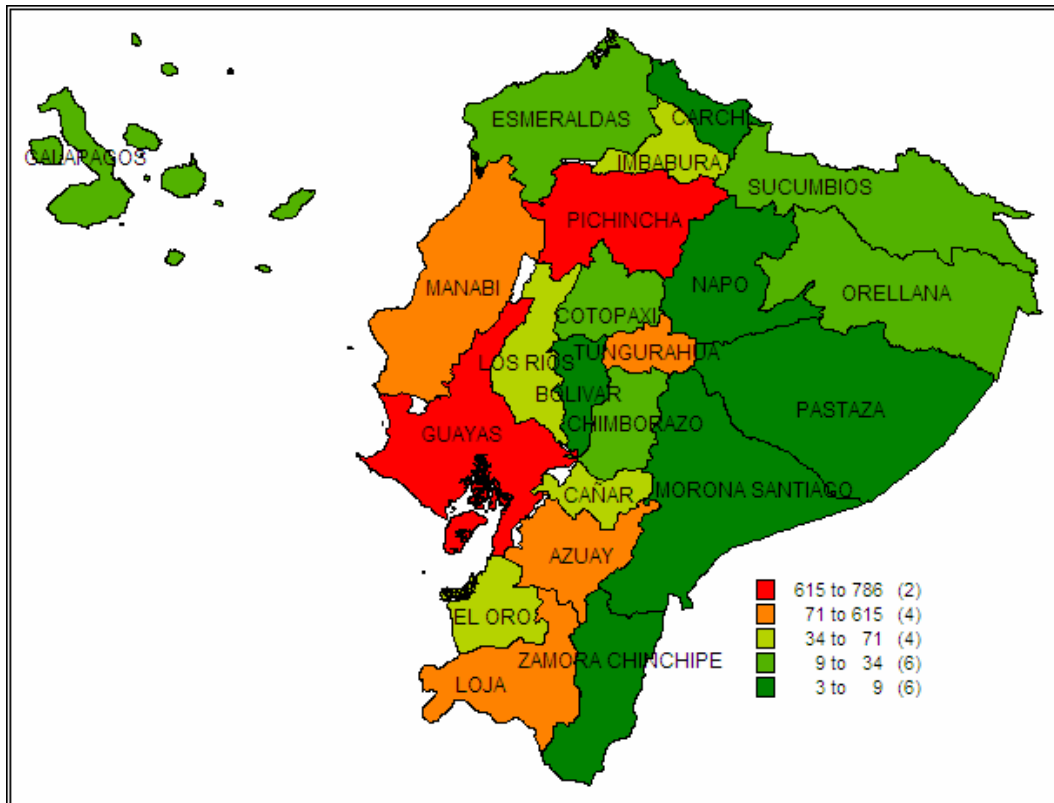 ESMERALDAS
CARCHI
GALAPAGOS
IMBABURA
SUCUMBIOS
PICHINCHA
MANABI
NAPO
ORELLANA
COTOPAXI
TUNGURAHUA
LOS RIOS
BOLIVAR
PASTAZA
CHIMBORAZO
GUAYAS
MORONA SANTIAGO
CAÑAR
AZUAY
EL ORO
ZAMORA CHINCHIPE
LOJA
615 to 786 (2)
71 to 615 (4)
34 to 71 (4)
9 to 34 (6)
3 to 9 (6)